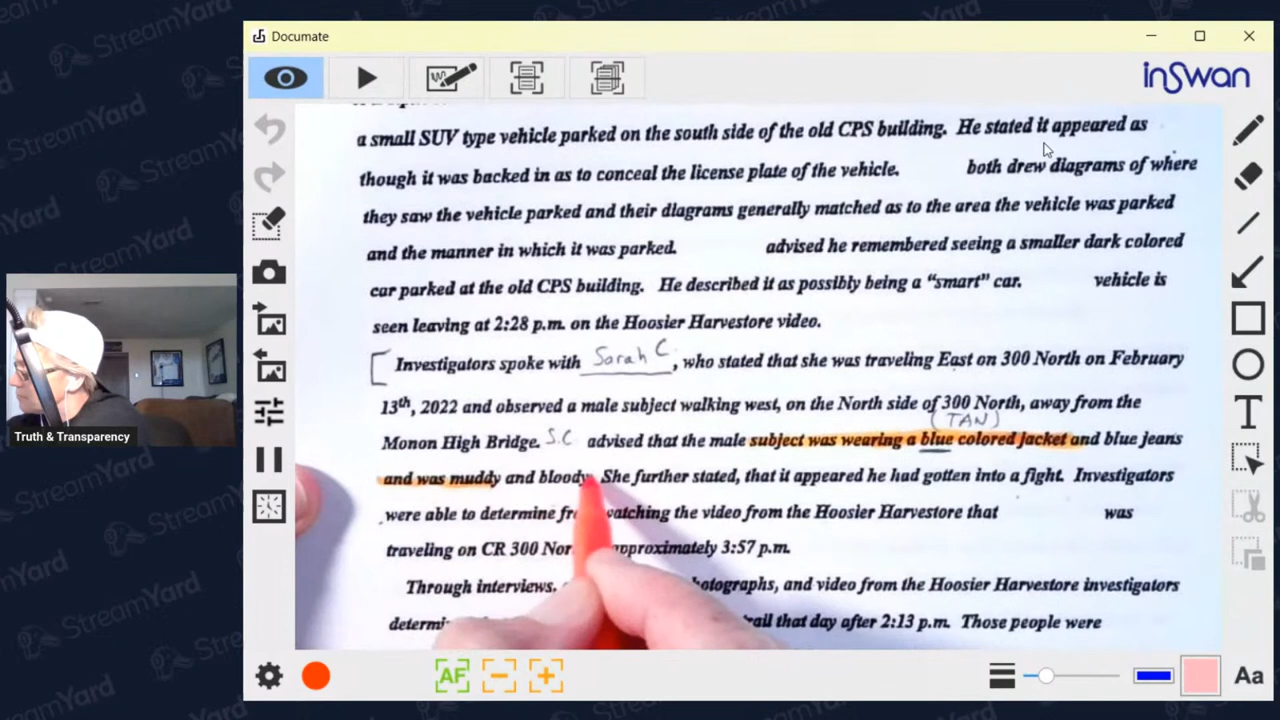 StreamYard
Documate
inswan
a small SUV type vehicle parked on the south side of the old CPS building. He stated it appeared as
though it was backed in as to conceal the license plate of the vehicle. both drew diagrams of where
they saw the vehicle parked and their diagrams generally matched as to the area the vehicle was parked
and the manner in which it was parked. advised he remembered seeing a smaller dark colored
car parked at the old CPS building. He described it as possibly being a "smart" car. vehicle is
seen leaving at 2:28 p.m. on the Hoosier Harvestore video.
[ Investigators spoke with Sarah C, who stated that she was traveling East on 300 North on February
13th, 2022 and observed a male subject walking west, on the North side of 300 North, away from the
(TAN)
Monon High Bridge. S.C advised that the male subject was wearing a blue colored jacket and blue jeans
and was muddy and bloody. She further stated, that it appeared he had gotten into a fight. Investigators
were able to determine watching the video from the Hoosier Harvestore that was
traveling on CR 300 approximately 3:57 p.m.
Through interviews, and video from the Hoosier Harvestore investigators
that day after 2:13 p.m. Those people were
Truth & Transparency
T
AF
Aa